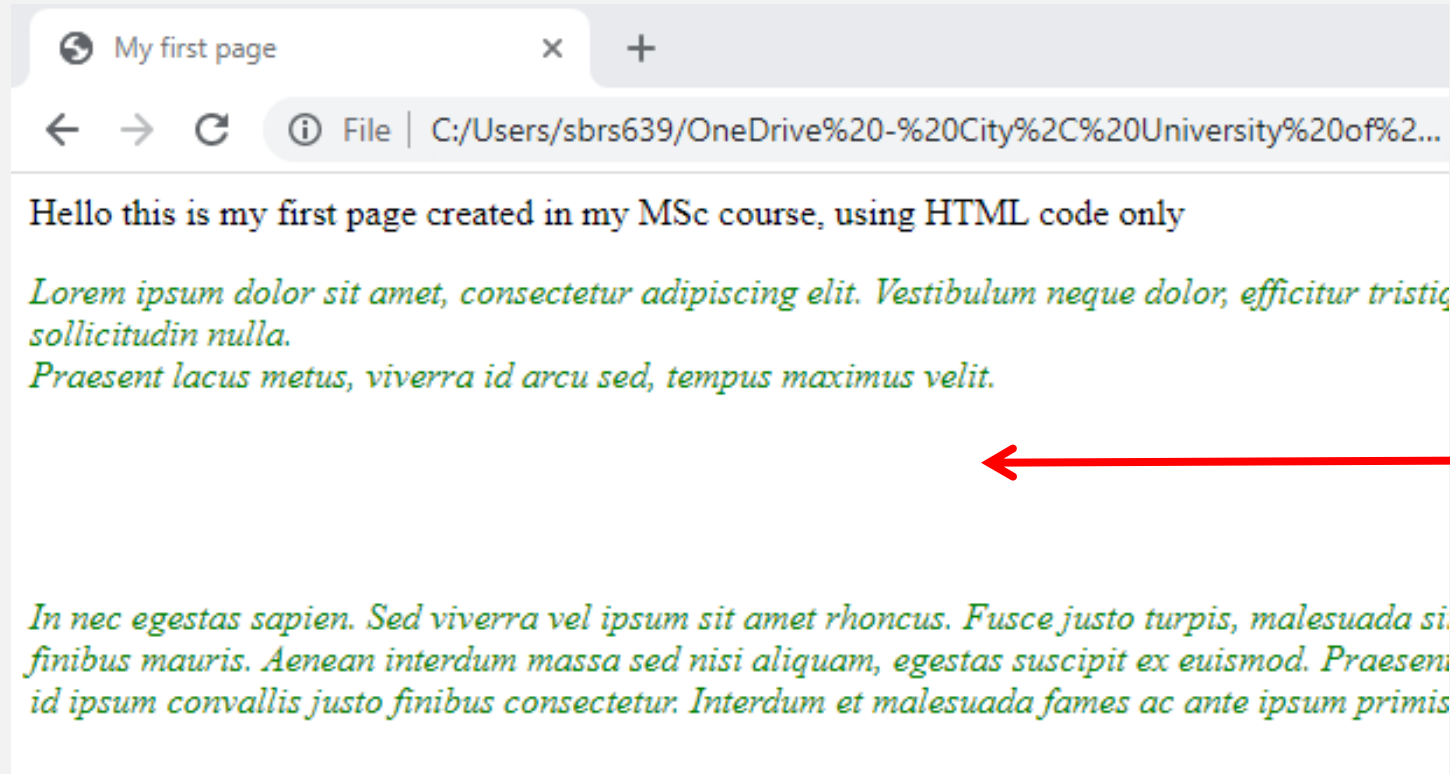 My first page
File | C:/Users/sbrs639/OneDrive%20-%20City%2C%20University%20of%2...
Hello this is my first page created in my MSc course, using HTML code only
Lorem ipsum dolor sit amet, consectetur adipiscing elit. Vestibulum neque dolor, efficitur
sollicitudin nulla.
Praesent lacus metus, viverra id arcu sed, tempus maximus velit.
In nec egestas sapien. Sed viverra vel ipsum sit amet rhoncus. Fusce justo turpis, malesuada
finibus mauris. Aenean interdum massa sed nisi aliquam, egestas suscipit ex euismod.
id ipsum convallis justo finibus consectetur. Interdum et malesuada fames ac ante ipsum primis